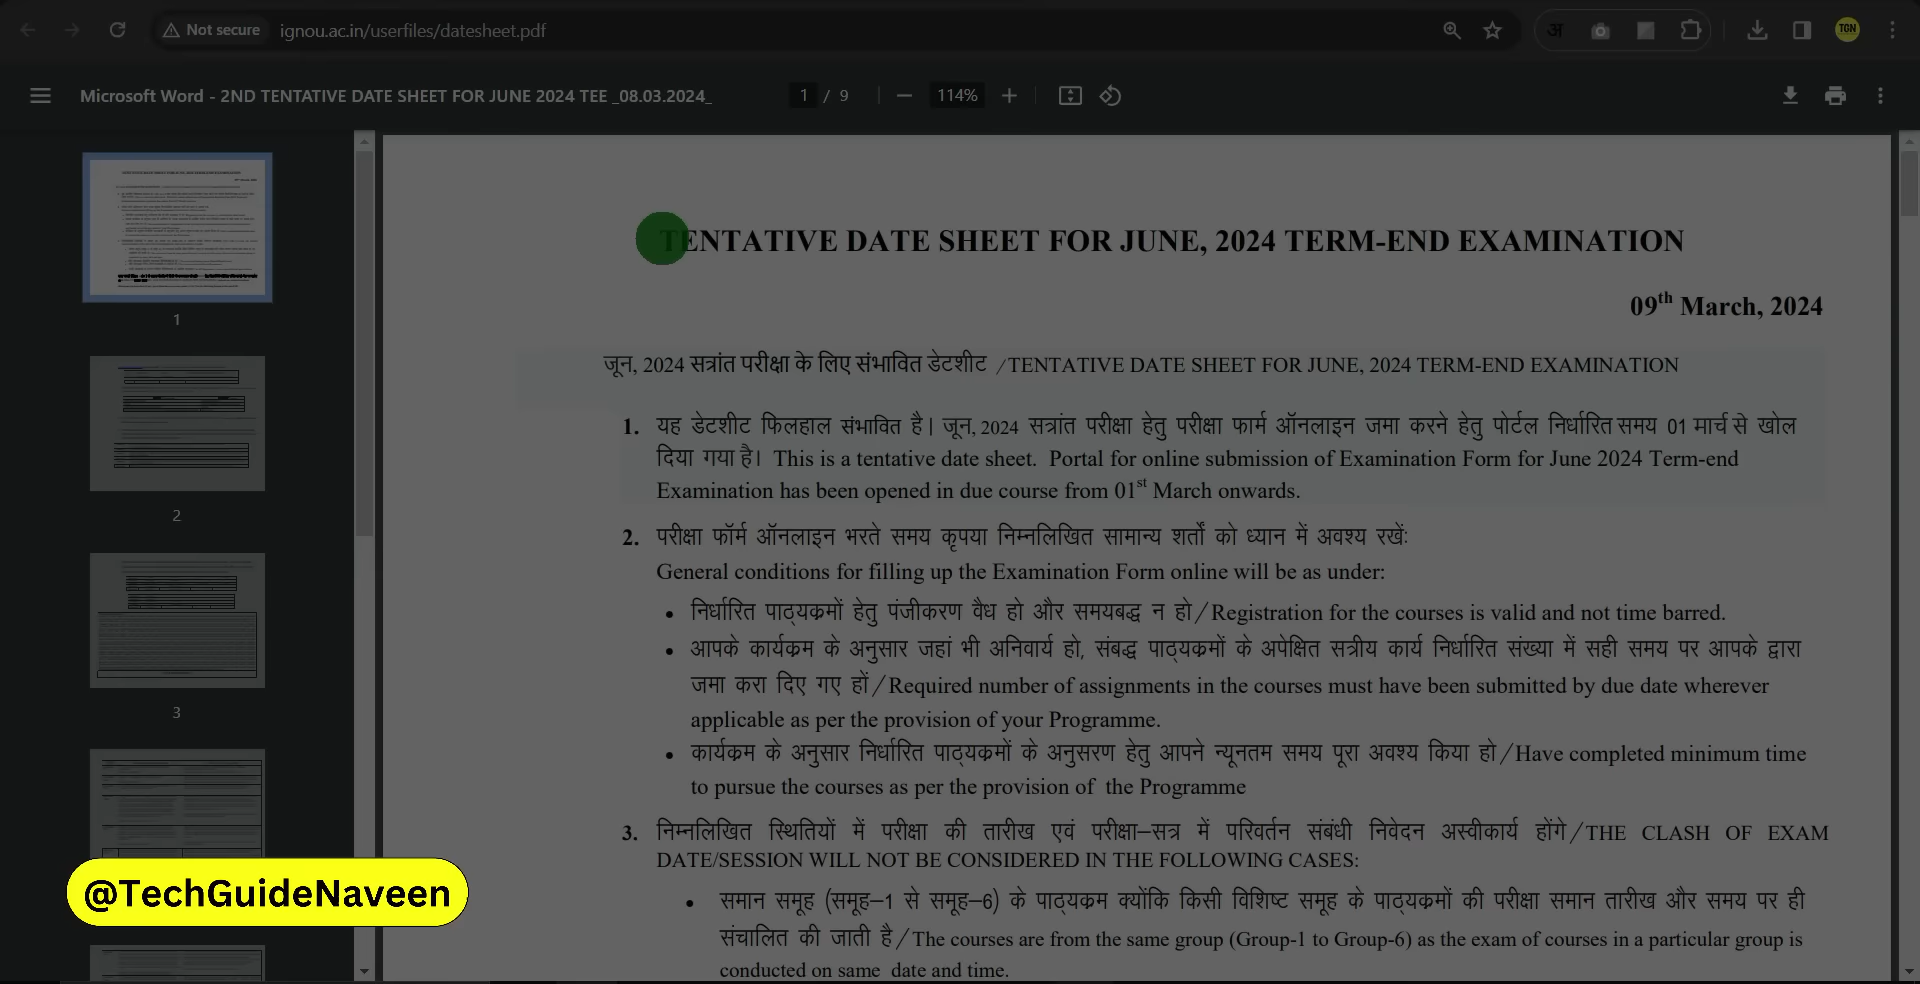 Not secure ignou.ac.in/userfiles/datesheet.pdf अ TGN
Microsoft Word - 2ND TENTATIVE DATE SHEET FOR JUNE 2024 TEE _08.03.2024_ 1 / 9 114%
1
2
3
@TechGuideNaveen
TENTATIVE DATE SHEET FOR JUNE, 2024 TERM-END EXAMINATION
09th March, 2024
जून, 2024 सत्रांत परीक्षा के लिए संभावित डेटशीट /TENTATIVE DATE SHEET FOR JUNE, 2024 TERM-END EXAMINATION
1. यह डेटशीट फिलहाल संभावित है। जून, 2024 सत्रांत परीक्षा हेतु परीक्षा फार्म ऑनलाइन जमा करने हेतु पोर्टल निर्धारित समय 01 मार्च से खोल
दिया गया है। This is a tentative date sheet. Portal for online submission of Examination Form for June 2024 Term-end
Examination has been opened in due course from 01st March onwards.
2. परीक्षा फॉर्म ऑनलाइन भरते समय कृपया निम्नलिखित सामान्य शर्तों को ध्यान में अवश्य रखेंः
General conditions for filling up the Examination Form online will be as under:
• निर्धारित पाठ्यक्रमों हेतु पंजीकरण वैध हो और समयबद्ध न हो/Registration for the courses is valid and not time barred.
• आपके कार्यक्रम के अनुसार जहां भी अनिवार्य हो, संबद्ध पाठ्यक्रमों के अपेक्षित सत्रीय कार्य निर्धारित संख्या में सही समय पर आपके द्वारा
जमा करा दिए गए हों/Required number of assignments in the courses must have been submitted by due date wherever
applicable as per the provision of your Programme.
• कार्यक्रम के अनुसार निर्धारित पाठ्यक्रमों के अनुसरण हेतु आपने न्यूनतम समय पूरा अवश्य किया हो/Have completed minimum time
to pursue the courses as per the provision of the Programme
3. निम्नलिखित स्थितियों में परीक्षा की तारीख एवं परीक्षा–सत्र में परिवर्तन संबंधी निवेदन अस्वीकार्य होंगे/THE CLASH OF EXAM
DATE/SESSION WILL NOT BE CONSIDERED IN THE FOLLOWING CASES:
• समान समूह (समूह–1 से समूह–6) के पाठ्यक्रम क्योंकि किसी विशिष्ट समूह के पाठ्यक्रमों की परीक्षा समान तारीख और समय पर ही
संचालित की जाती है/The courses are from the same group (Group-1 to Group-6) as the exam of courses in a particular group is
conducted on same date and time.